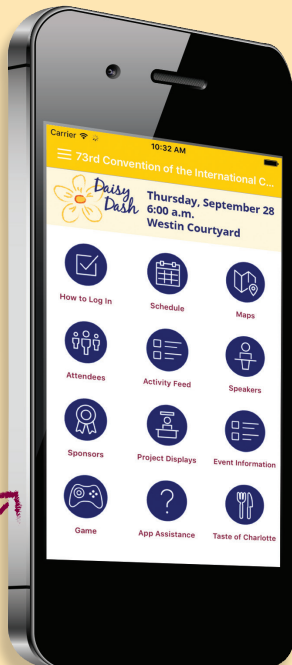 Carrier
10:32 AM
73rd Convention of the International C...
Daisy
Dash
Thursday, September 28
6:00 a.m.
Westin Courtyard
How to Log In
Schedule
Maps
Attendees
Activity Feed
Speakers
Sponsors
Project Displays
Event Information
Game
App Assistance
Taste of Charlotte